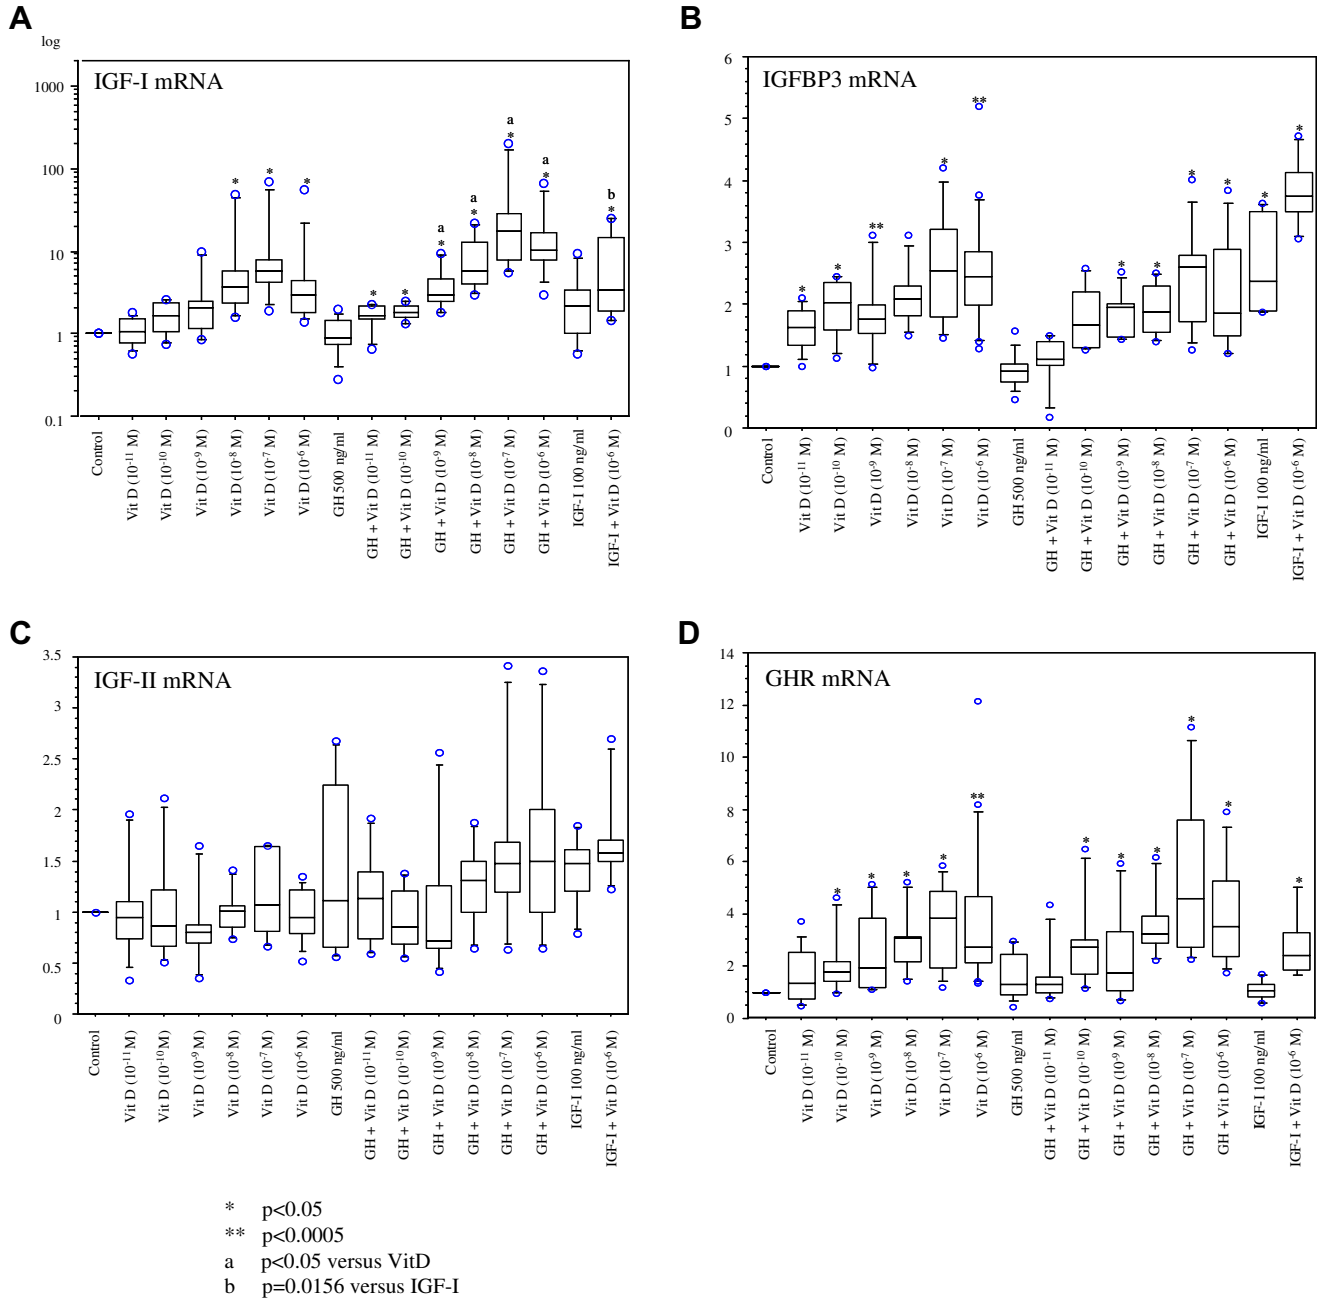 A
log
IGF-I mRNA
1000
100
10
1
0.1
* * *
a *
a *
a *
a *
b *
* *
Control
Vit D (10⁻¹¹ M)
Vit D (10⁻¹⁰ M)
Vit D (10⁻⁹ M)
Vit D (10⁻⁸ M)
Vit D (10⁻⁷ M)
Vit D (10⁻⁶ M)
GH 500 ng/ml
GH + Vit D (10⁻¹¹ M)
GH + Vit D (10⁻¹⁰ M)
GH + Vit D (10⁻⁹ M)
GH + Vit D (10⁻⁸ M)
GH + Vit D (10⁻⁷ M)
GH + Vit D (10⁻⁶ M)
IGF-I 100 ng/ml
IGF-I + Vit D (10⁻⁶ M)
B
IGFBP3 mRNA
6
5
4
3
2
1
0
* * ** * ** * * * * * *
Control
Vit D (10⁻¹¹ M)
Vit D (10⁻¹⁰ M)
Vit D (10⁻⁹ M)
Vit D (10⁻⁸ M)
Vit D (10⁻⁷ M)
Vit D (10⁻⁶ M)
GH 500 ng/ml
GH + Vit D (10⁻¹¹ M)
GH + Vit D (10⁻¹⁰ M)
GH + Vit D (10⁻⁹ M)
GH + Vit D (10⁻⁸ M)
GH + Vit D (10⁻⁷ M)
GH + Vit D (10⁻⁶ M)
IGF-I 100 ng/ml
IGF-I + Vit D (10⁻⁶ M)
C
IGF-II mRNA
3.5
3
2.5
2
1.5
1
0.5
0
Control
Vit D (10⁻¹¹ M)
Vit D (10⁻¹⁰ M)
Vit D (10⁻⁹ M)
Vit D (10⁻⁸ M)
Vit D (10⁻⁷ M)
Vit D (10⁻⁶ M)
GH 500 ng/ml
GH + Vit D (10⁻¹¹ M)
GH + Vit D (10⁻¹⁰ M)
GH + Vit D (10⁻⁹ M)
GH + Vit D (10⁻⁸ M)
GH + Vit D (10⁻⁷ M)
GH + Vit D (10⁻⁶ M)
IGF-I 100 ng/ml
IGF-I + Vit D (10⁻⁶ M)
D
GHR mRNA
14
12
10
8
6
4
2
0
* * * * ** * * * * * *
Control
Vit D (10⁻¹¹ M)
Vit D (10⁻¹⁰ M)
Vit D (10⁻⁹ M)
Vit D (10⁻⁸ M)
Vit D (10⁻⁷ M)
Vit D (10⁻⁶ M)
GH 500 ng/ml
GH + Vit D (10⁻¹¹ M)
GH + Vit D (10⁻¹⁰ M)
GH + Vit D (10⁻⁹ M)
GH + Vit D (10⁻⁸ M)
GH + Vit D (10⁻⁷ M)
GH + Vit D (10⁻⁶ M)
IGF-I 100 ng/ml
IGF-I + Vit D (10⁻⁶ M)
* p<0.05
** p<0.0005
a p<0.05 versus VitD
b p=0.0156 versus IGF-I